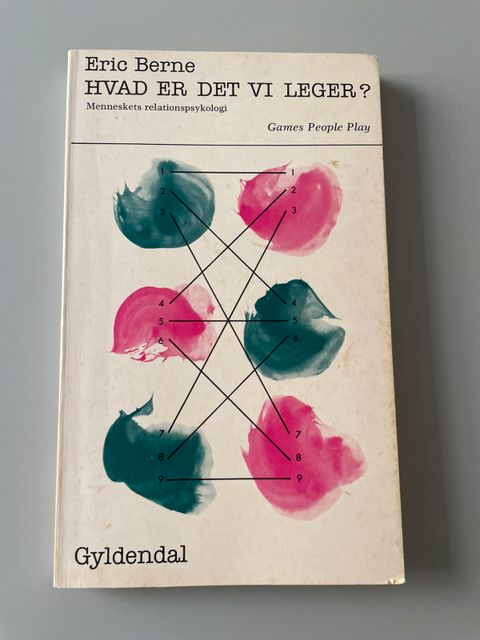 Eric Berne
HVAD ER DET VI LEGER?
Menneskets relationspsykologi
Games People Play
1 1
2 2
3 3
4 4
5 5
6 6
7 7
8 8
9 9
Gyldendal